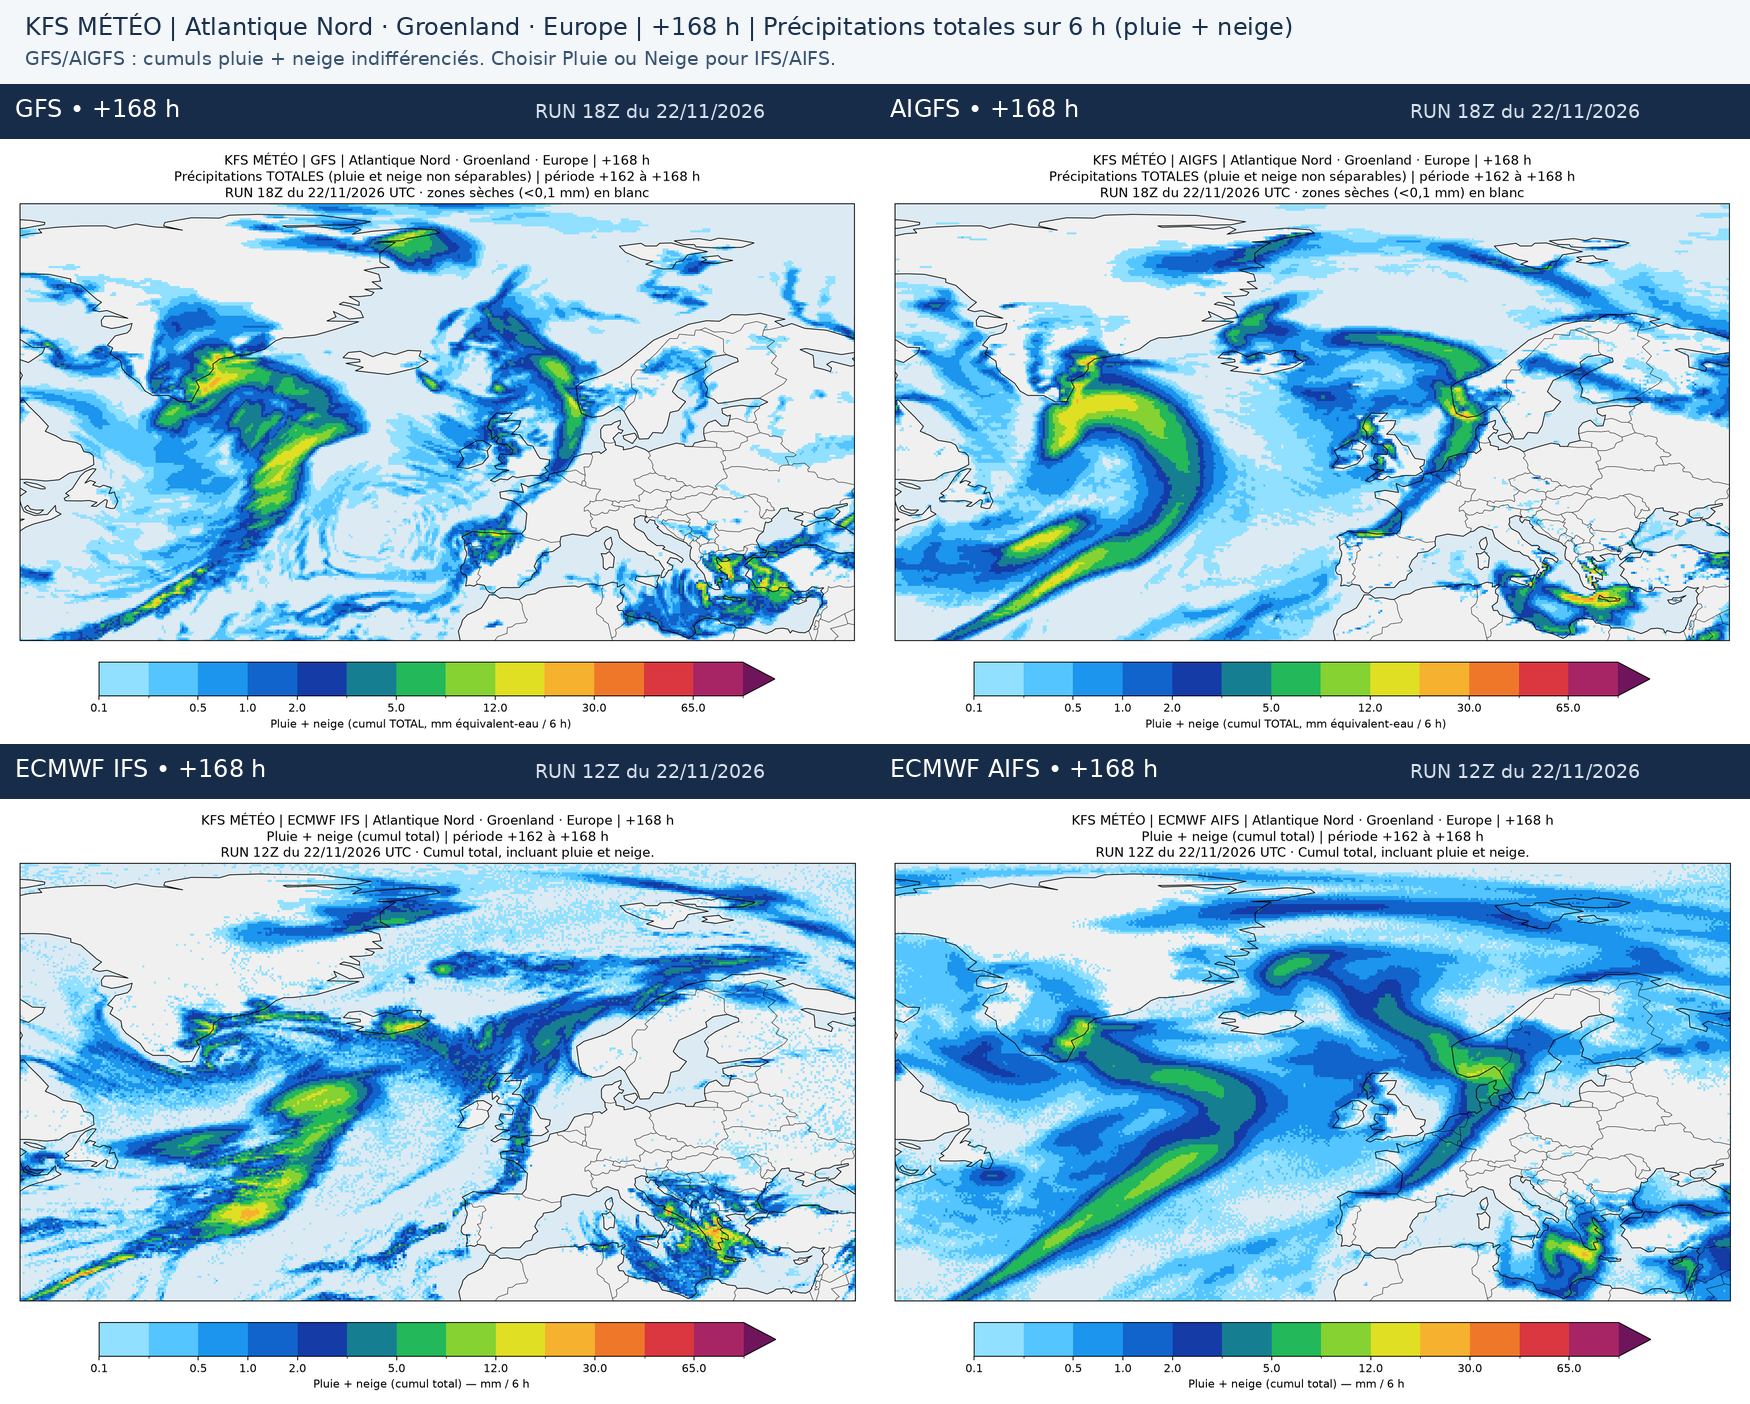 KFS MÉTÉO | Atlantique Nord · Groenland · Europe | +168 h | Précipitations totales sur 6 h (pluie + neige)
GFS/AIGFS : cumuls pluie + neige indifférenciés. Choisir Pluie ou Neige pour IFS/AIFS.
GFS • +168 h
RUN 18Z du 22/11/2026
KFS MÉTÉO | GFS | Atlantique Nord · Groenland · Europe | +168 h
Précipitations TOTALES (pluie et neige non séparables) | période +162 à +168 h
RUN 18Z du 22/11/2026 UTC · zones sèches (<0,1 mm) en blanc
0.1 0.5 1.0 2.0 5.0 12.0 30.0 65.0
Pluie + neige (cumul TOTAL, mm équivalent-eau / 6 h)
AIGFS • +168 h
RUN 18Z du 22/11/2026
KFS MÉTÉO | AIGFS | Atlantique Nord · Groenland · Europe | +168 h
Précipitations TOTALES (pluie et neige non séparables) | période +162 à +168 h
RUN 18Z du 22/11/2026 UTC · zones sèches (<0,1 mm) en blanc
0.1 0.5 1.0 2.0 5.0 12.0 30.0 65.0
Pluie + neige (cumul TOTAL, mm équivalent-eau / 6 h)
ECMWF IFS • +168 h
RUN 12Z du 22/11/2026
KFS MÉTÉO | ECMWF IFS | Atlantique Nord · Groenland · Europe | +168 h
Pluie + neige (cumul total) | période +162 à +168 h
RUN 12Z du 22/11/2026 UTC · Cumul total, incluant pluie et neige.
0.1 0.5 1.0 2.0 5.0 12.0 30.0 65.0
Pluie + neige (cumul total) — mm / 6 h
ECMWF AIFS • +168 h
RUN 12Z du 22/11/2026
KFS MÉTÉO | ECMWF AIFS | Atlantique Nord · Groenland · Europe | +168 h
Pluie + neige (cumul total) | période +162 à +168 h
RUN 12Z du 22/11/2026 UTC · Cumul total, incluant pluie et neige.
0.1 0.5 1.0 2.0 5.0 12.0 30.0 65.0
Pluie + neige (cumul total) — mm / 6 h